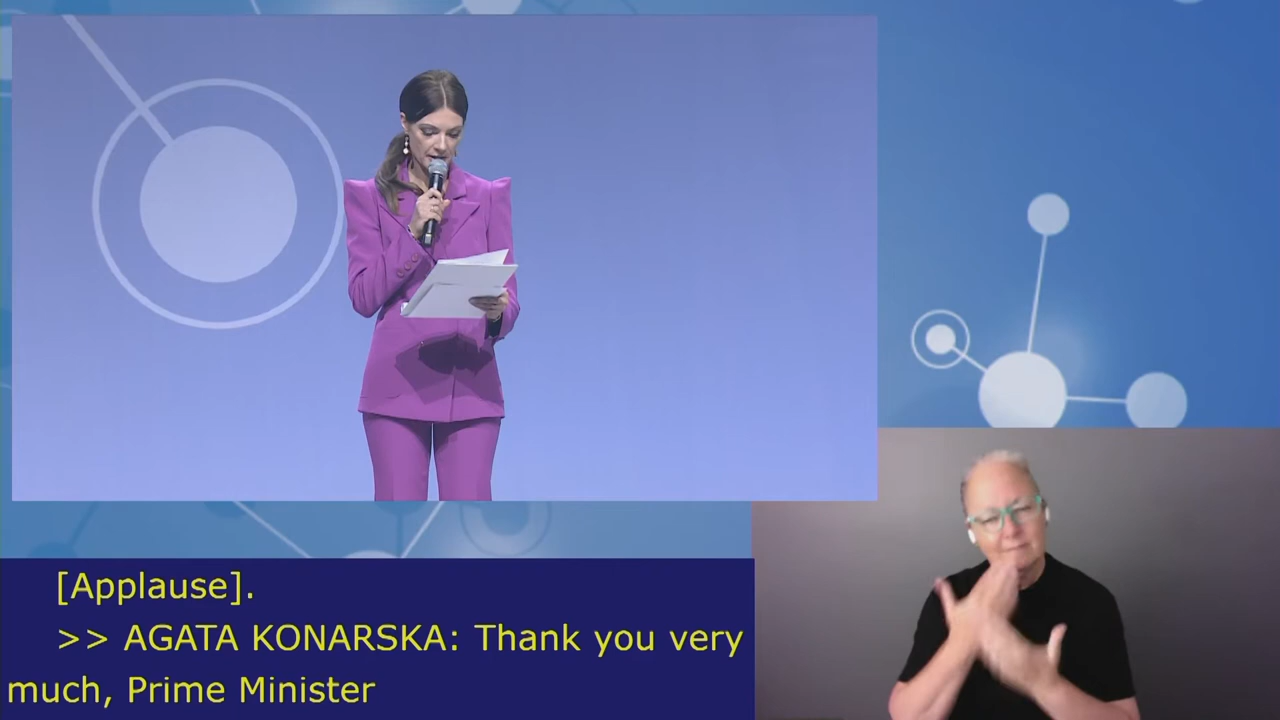 [Applause].
>> AGATA KONARSKA: Thank you very
much, Prime Minister